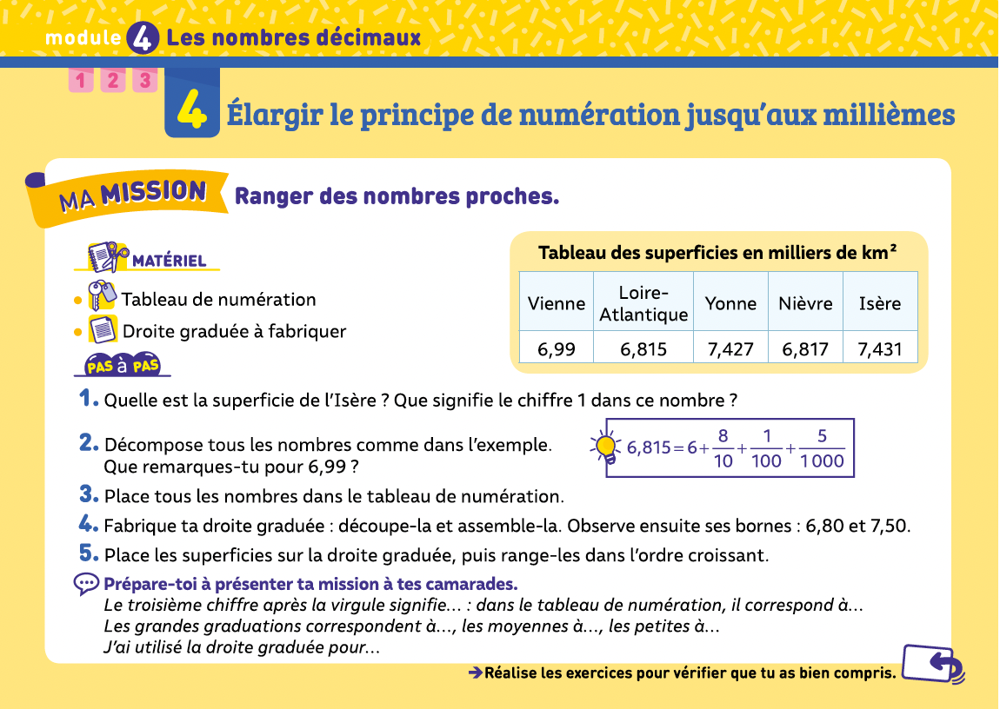 module 4 Les nombres décimaux
1 2 3
4 Élargir le principe de numération jusqu'aux millièmes
MA MISSION Ranger des nombres proches.
MATÉRIEL
• Tableau de numération
• Droite graduée à fabriquer
Tableau des superficies en milliers de km²
Vienne Loire-Atlantique Yonne Nièvre Isère
6,99 6,815 7,427 6,817 7,431
PAS à PAS
1. Quelle est la superficie de l'Isère ? Que signifie le chiffre 1 dans ce nombre ?
2. Décompose tous les nombres comme dans l'exemple.
Que remarques-tu pour 6,99 ?
6,815 = 6 + 8/10 + 1/100 + 5/1 000
3. Place tous les nombres dans le tableau de numération.
4. Fabrique ta droite graduée : découpe-la et assemble-la. Observe ensuite ses bornes : 6,80 et 7,50.
5. Place les superficies sur la droite graduée, puis range-les dans l'ordre croissant.
Prépare-toi à présenter ta mission à tes camarades.
Le troisième chiffre après la virgule signifie… : dans le tableau de numération, il correspond à…
Les grandes graduations correspondent à…, les moyennes à…, les petites à…
J'ai utilisé la droite graduée pour…
➔ Réalise les exercices pour vérifier que tu as bien compris.